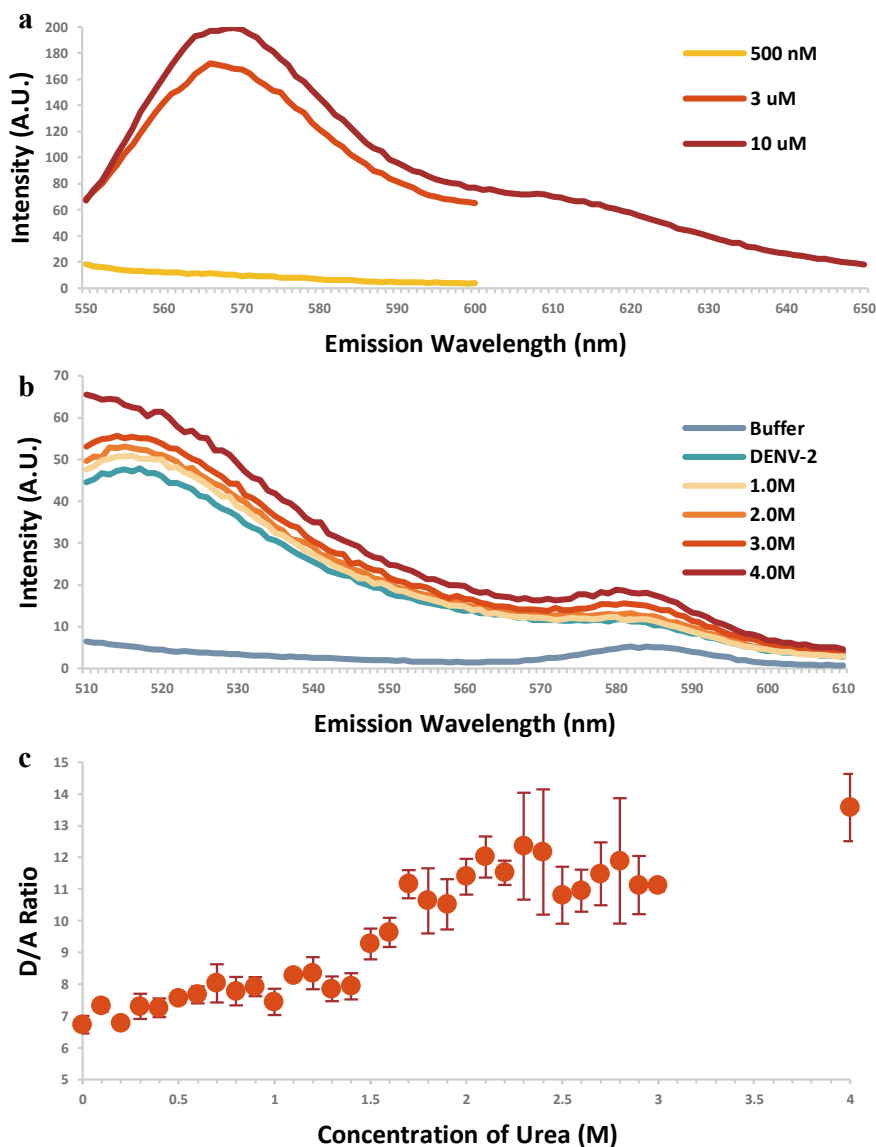 a
Intensity (A.U.)
200
180
160
140
120
100
80
60
40
20
0
500 nM
3 uM
10 uM
550 560 570 580 590 600 610 620 630 640 650
Emission Wavelength (nm)
b
Intensity (A.U.)
70
60
50
40
30
20
10
0
Buffer
DENV-2
1.0M
2.0M
3.0M
4.0M
510 520 530 540 550 560 570 580 590 600 610
Emission Wavelength (nm)
c
D/A Ratio
15
14
13
12
11
10
9
8
7
6
5
0 0.5 1 1.5 2 2.5 3 4
Concentration of Urea (M)